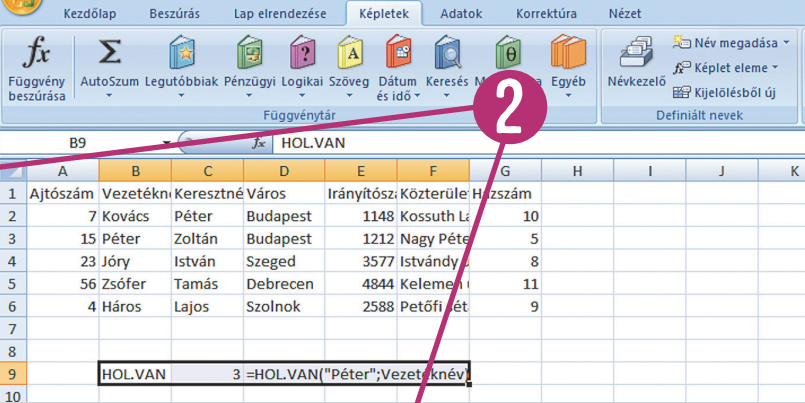 Kezdőlap Beszúrás Lap elrendezése Képletek Adatok Korrektúra Nézet
Függvény beszúrása AutoSzum Legutóbbiak Pénzügyi Logikai Szöveg Dátum és idő Keresés Egyéb
Függvénytár
Névkezelő
Név megadása
Képlet eleme
Kijelölésből új
Definiált nevek
2
B9 fx HOL.VAN
A B C D E F G H I J K
1 Ajtószám Vezetékn Keresztné Város Irányítósz Közterüle Házszám
2 7 Kovács Péter Budapest 1148 Kossuth La 10
3 15 Péter Zoltán Budapest 1212 Nagy Péte 5
4 23 Jóry István Szeged 3577 Istvándy 8
5 56 Zsófer Tamás Debrecen 4844 Kelemen 11
6 4 Háros Lajos Szolnok 2588 Petőfi sét 9
7
8
9 HOL.VAN 3 =HOL.VAN("Péter";Vezetéknév)
10